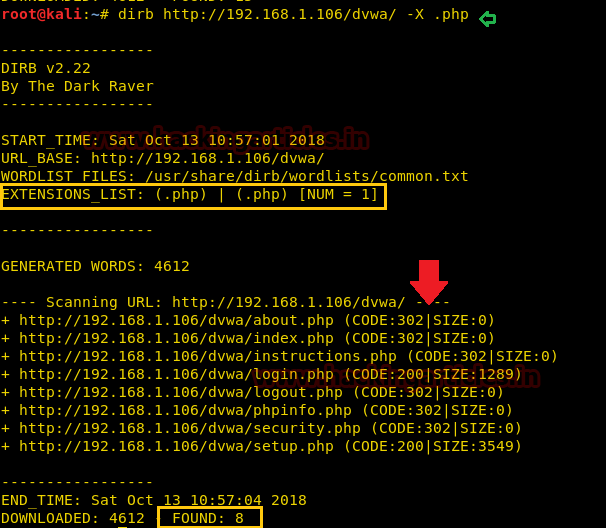 root@kali:~# dirb http://192.168.1.106/dvwa/ -X .php
-----------------
DIRB v2.22
By The Dark Raver
-----------------
START_TIME: Sat Oct 13 10:57:01 2018
URL_BASE: http://192.168.1.106/dvwa/
WORDLIST_FILES: /usr/share/dirb/wordlists/common.txt
EXTENSIONS_LIST: (.php) | (.php) [NUM = 1]
-----------------
GENERATED WORDS: 4612
---- Scanning URL: http://192.168.1.106/dvwa/ ----
+ http://192.168.1.106/dvwa/about.php (CODE:302|SIZE:0)
+ http://192.168.1.106/dvwa/index.php (CODE:302|SIZE:0)
+ http://192.168.1.106/dvwa/instructions.php (CODE:302|SIZE:0)
+ http://192.168.1.106/dvwa/login.php (CODE:200|SIZE:1289)
+ http://192.168.1.106/dvwa/logout.php (CODE:302|SIZE:0)
+ http://192.168.1.106/dvwa/phpinfo.php (CODE:302|SIZE:0)
+ http://192.168.1.106/dvwa/security.php (CODE:302|SIZE:0)
+ http://192.168.1.106/dvwa/setup.php (CODE:200|SIZE:3549)
-----------------
END_TIME: Sat Oct 13 10:57:04 2018
DOWNLOADED: 4612 - FOUND: 8